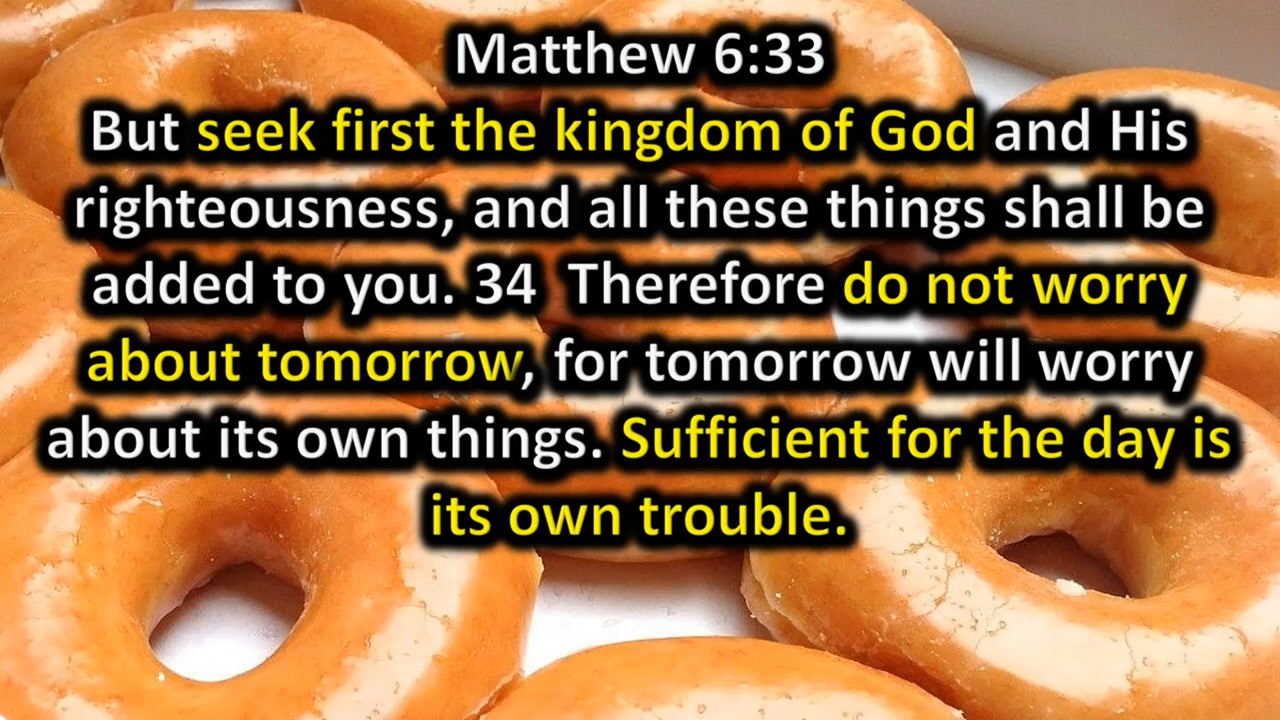 Matthew 6:33
But seek first the kingdom of God and His
righteousness, and all these things shall be
added to you. 34  Therefore do not worry
about tomorrow, for tomorrow will worry
about its own things. Sufficient for the day is
its own trouble.